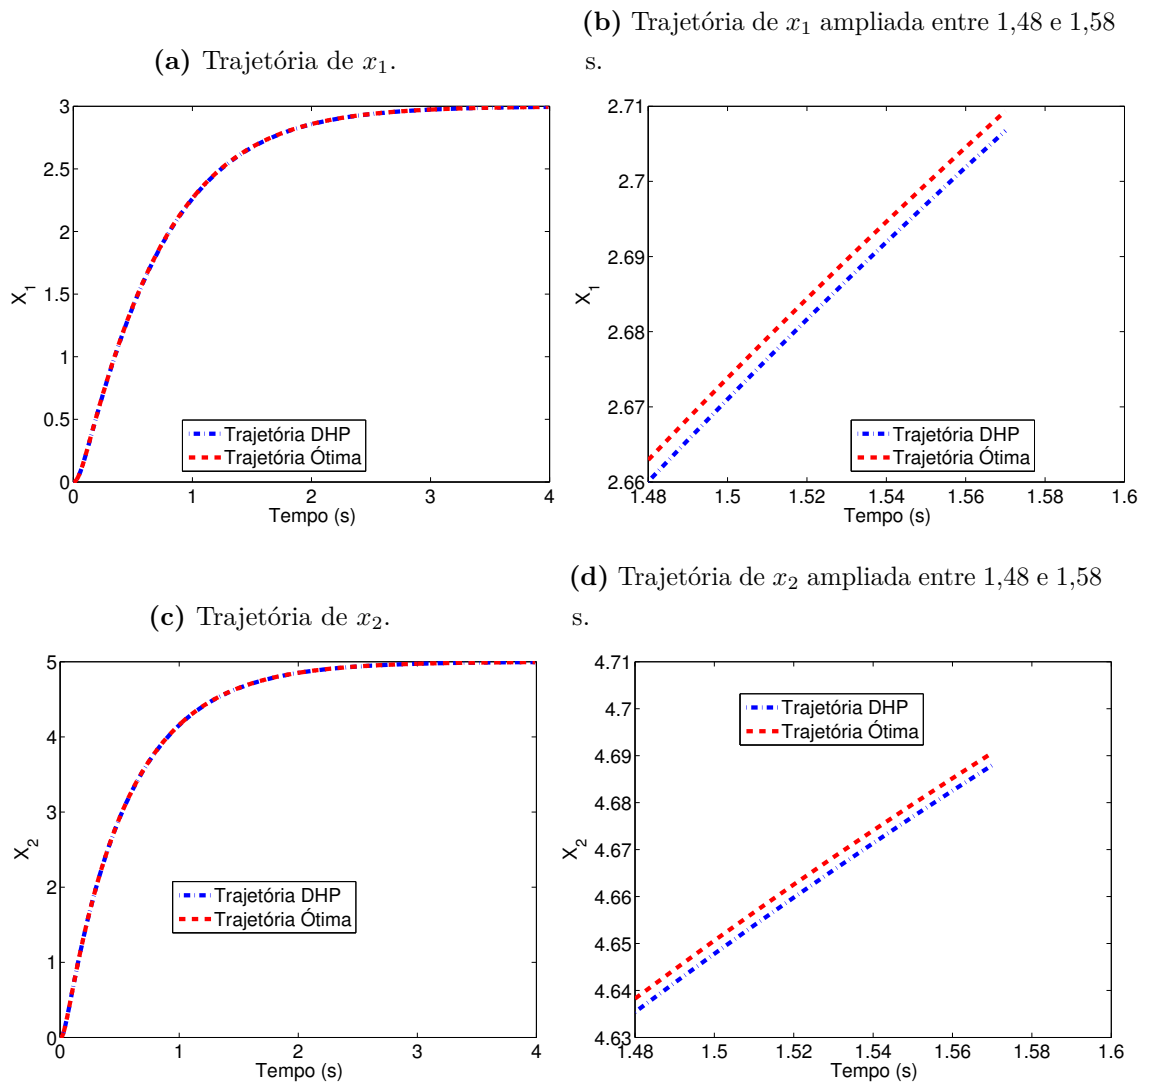 (a) Trajetória de x₁.
(b) Trajetória de x₁ ampliada entre 1,48 e 1,58
s.
3
2.5
2
1.5
1
0.5
0
X₁
Trajetória DHP
Trajetória Ótima
0 1 2 3 4
Tempo (s)
2.71
2.7
2.69
2.68
2.67
2.66
X₁
Trajetória DHP
Trajetória Ótima
1.48 1.5 1.52 1.54 1.56 1.58 1.6
Tempo (s)
(c) Trajetória de x₂.
(d) Trajetória de x₂ ampliada entre 1,48 e 1,58
s.
5
4
3
2
1
0
X₂
Trajetória DHP
Trajetória Ótima
0 1 2 3 4
Tempo (s)
4.71
4.7
4.69
4.68
4.67
4.66
4.65
4.64
4.63
X₂
Trajetória DHP
Trajetória Ótima
1.48 1.5 1.52 1.54 1.56 1.58 1.6
Tempo (s)